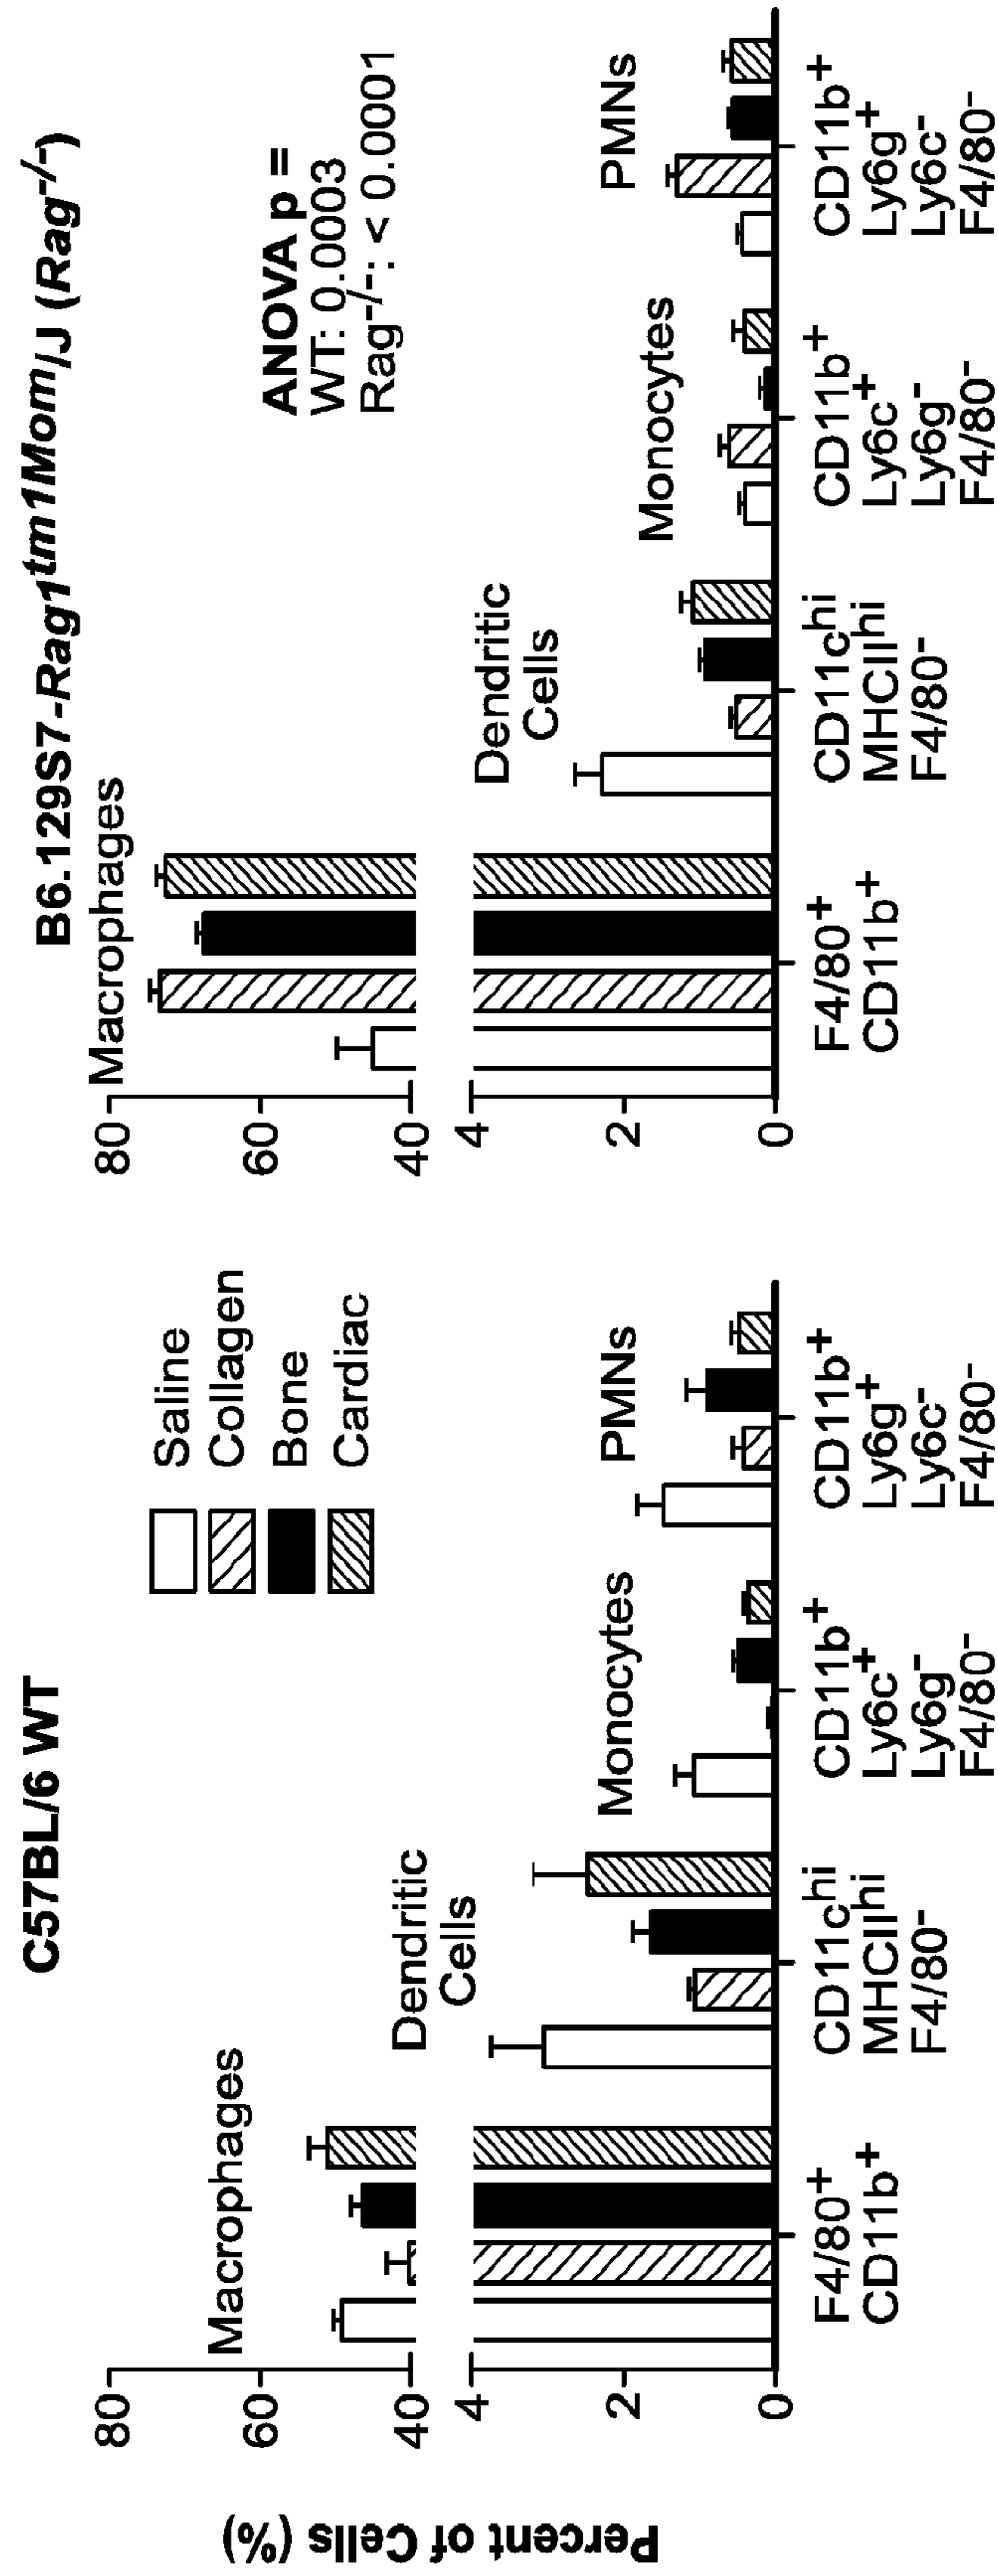 C57BL/6 WT
B6.129S7-Rag1tm1Mom/J (Rag-/-)
Percent of Cells (%)
80
60
40
4
2
0
Macrophages
Dendritic
Cells
Monocytes
PMNs
Saline
Collagen
Bone
Cardiac
F4/80+
CD11b+
CD11chi
MHCIIhi
F4/80-
CD11b+
Ly6c+
Ly6g-
F4/80-
CD11b+
Ly6g+
Ly6c-
F4/80-
80
60
40
4
2
0
Macrophages
Dendritic
Cells
Monocytes
PMNs
ANOVA p =
WT: 0.0003
Rag-/-: < 0.0001
F4/80+
CD11b+
CD11chi
MHCIIhi
F4/80-
CD11b+
Ly6c+
Ly6g-
F4/80-
CD11b+
Ly6g+
Ly6c-
F4/80-